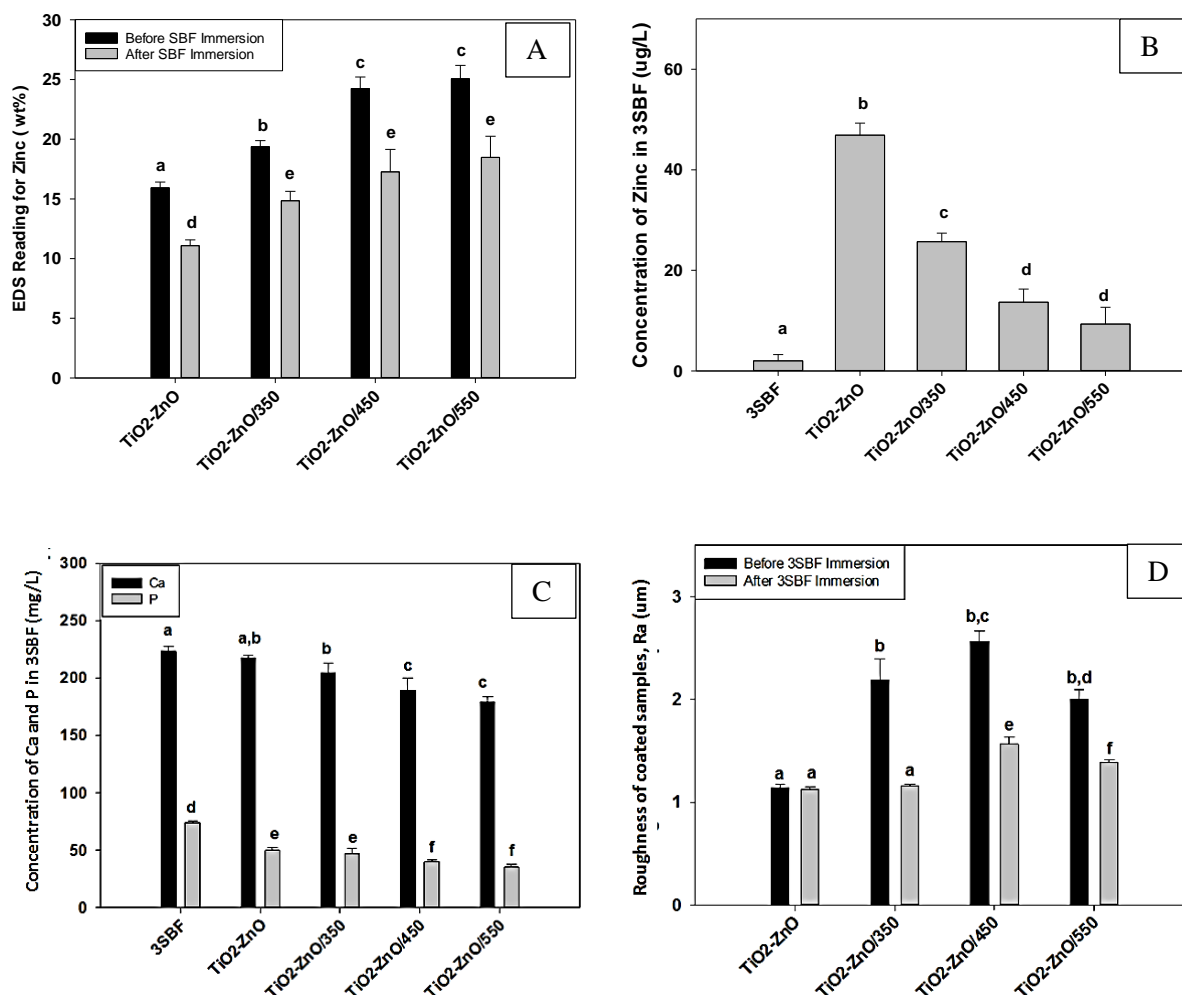 A
Before SBF Immersion
After SBF Immersion
EDS Reading for Zinc ( wt%)
30
25
20
15
10
5
0
a
d
b
e
c
e
c
e
TiO2-ZnO
TiO2-ZnO/350
TiO2-ZnO/450
TiO2-ZnO/550
B
Concentration of Zinc in 3SBF (ug/L)
60
40
20
0
a
b
c
d
d
3SBF
TiO2-ZnO
TiO2-ZnO/350
TiO2-ZnO/450
TiO2-ZnO/550
C
Ca
P
Concentration of Ca and P in 3SBF (mg/L)
300
250
200
150
100
50
0
a
d
a,b
e
b
e
c
f
c
f
3SBF
TiO2-ZnO
TiO2-ZnO/350
TiO2-ZnO/450
TiO2-ZnO/550
D
Before 3SBF Immersion
After 3SBF Immersion
Roughness of coated samples, Ra (um)
3
2
1
0
a
a
b
a
b,c
e
b,d
f
TiO2-ZnO
TiO2-ZnO/350
TiO2-ZnO/450
TiO2-ZnO/550